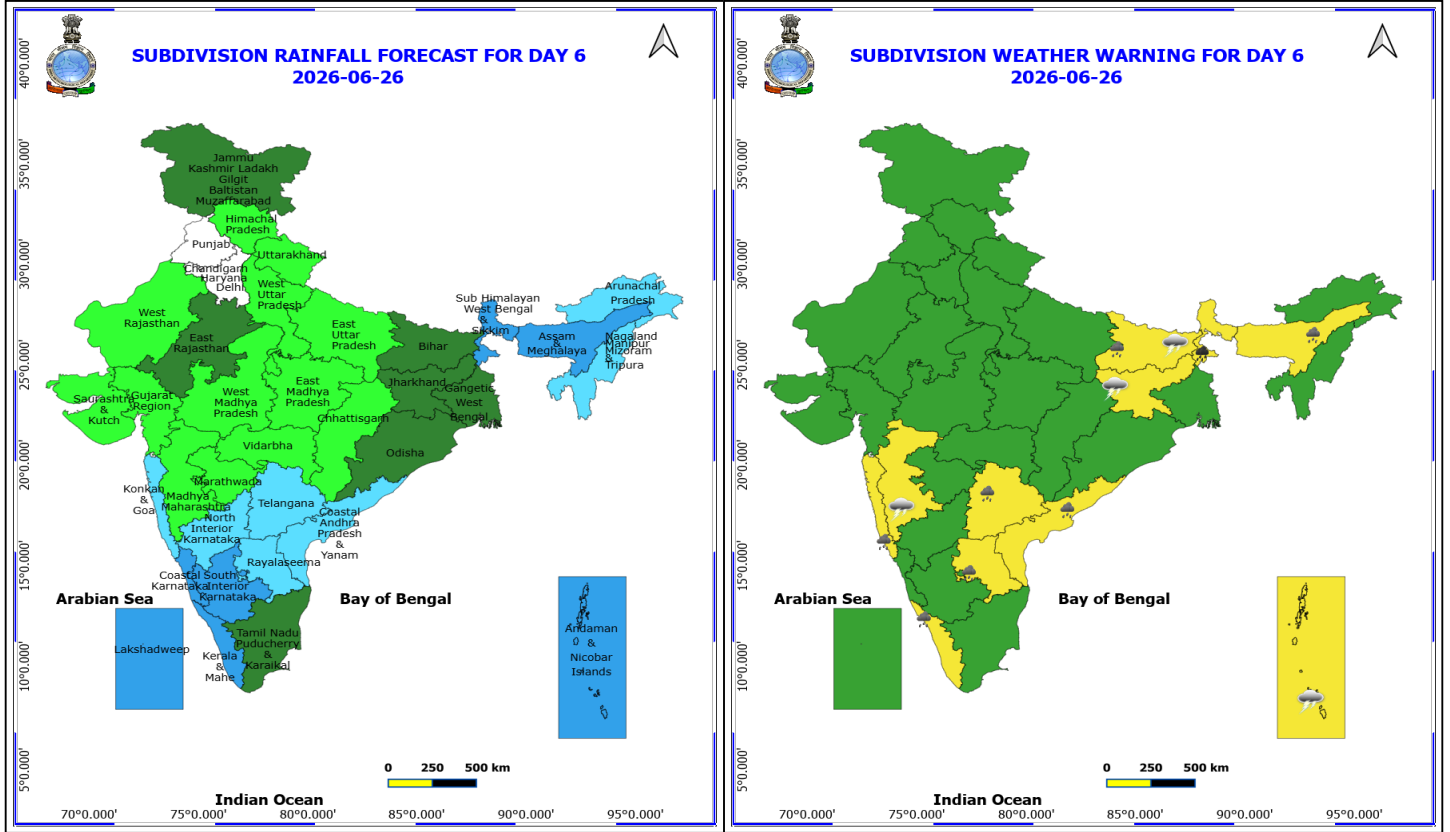 SUBDIVISION RAINFALL FORECAST FOR DAY 6
2026-06-26
40°0.000'
35°0.000'
30°0.000'
25°0.000'
20°0.000'
15°0.000'
10°0.000'
5°0.000'
Jammu
Kashmir Ladakh
Gilgit
Baltistan
Muzaffarabad
Himachal
Pradesh
Punjab
Uttarakhand
Chandigarh
Haryana
Delhi
West
Uttar
Pradesh
West
Rajasthan
East
Rajasthan
East
Uttar
Pradesh
Bihar
Sub Himalayan
West Bengal
&
Sikkim
Arunachal
Pradesh
Assam
&
Meghalaya
Nagaland
Manipur
Mizoram
&
Tripura
Jharkhand
Gangetic
West
Bengal
Saurashtra
&
Kutch
Gujarat
Region
West
Madhya
Pradesh
East
Madhya
Pradesh
Chhattisgarh
Vidarbha
Odisha
Konkan
&
Goa
Madhya
Maharashtra
Marathwada
Telangana
North
Interior
Karnataka
Coastal
Andhra
Pradesh
&
Yanam
Rayalaseema
Coastal
Karnataka
South
Interior
Karnataka
Arabian Sea
Bay of Bengal
Lakshadweep
Kerala
&
Mahe
Tamil Nadu
Puducherry
&
Karaikal
Andaman
&
Nicobar
Islands
0 250 500 km
Indian Ocean
70°0.000' 75°0.000' 80°0.000' 85°0.000' 90°0.000' 95°0.000'
SUBDIVISION WEATHER WARNING FOR DAY 6
2026-06-26
40°0.000'
35°0.000'
30°0.000'
25°0.000'
20°0.000'
15°0.000'
10°0.000'
5°0.000'
Arabian Sea
Bay of Bengal
0 250 500 km
Indian Ocean
70°0.000' 75°0.000' 80°0.000' 85°0.000' 90°0.000' 95°0.000'